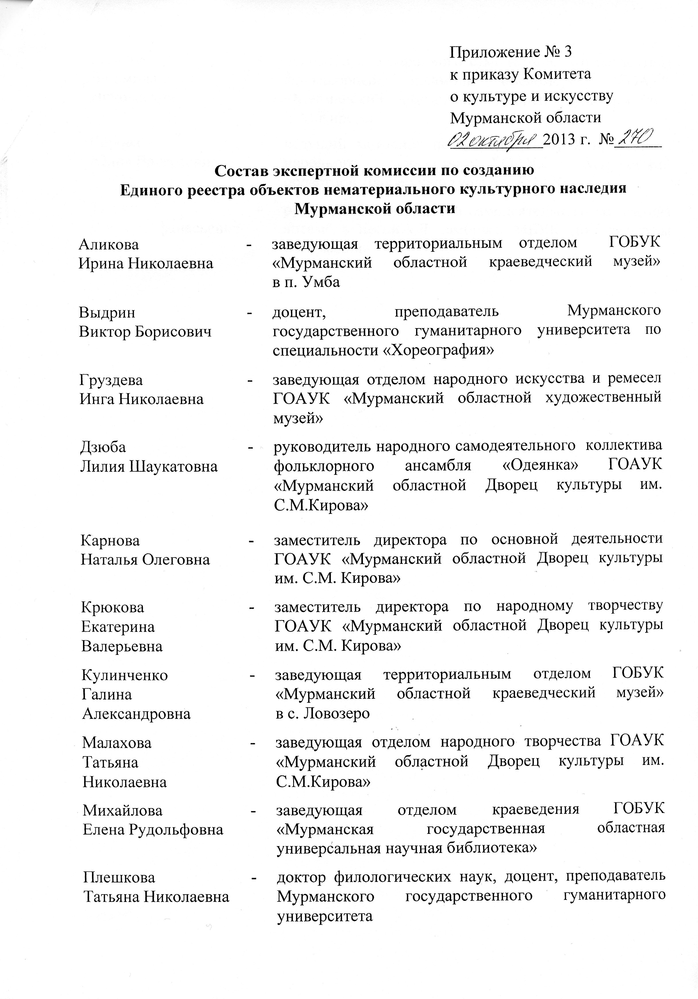 Приложение № 3
к приказу Комитета
о культуре и искусству
Мурманской области
02 октября 2013 г. № 270
Состав экспертной комиссии по созданию
Единого реестра объектов нематериального культурного наследия
Мурманской области
Аликова - заведующая территориальным отделом ГОБУК
Ирина Николаевна «Мурманский областной краеведческий музей»
в п. Умба
Выдрин - доцент, преподаватель Мурманского
Виктор Борисович государственного гуманитарного университета по
специальности «Хореография»
Груздева - заведующая отделом народного искусства и ремесел
Инга Николаевна ГОАУК «Мурманский областной художественный
музей»
Дзюба - руководитель народного самодеятельного коллектива
Лилия Шаукатовна фольклорного ансамбля «Одеянка» ГОАУК
«Мурманский областной Дворец культуры им.
С.М.Кирова»
Карнова - заместитель директора по основной деятельности
Наталья Олеговна ГОАУК «Мурманский областной Дворец культуры
им. С.М. Кирова»
Крюкова - заместитель директора по народному творчеству
Екатерина ГОАУК «Мурманский областной Дворец культуры
Валерьевна им. С.М. Кирова»
Кулинченко - заведующая территориальным отделом ГОБУК
Галина «Мурманский областной краеведческий музей»
Александровна в с. Ловозеро
Малахова - заведующая отделом народного творчества ГОАУК
Татьяна «Мурманский областной Дворец культуры им.
Николаевна С.М.Кирова»
Михайлова - заведующая отделом краеведения ГОБУК
Елена Рудольфовна «Мурманская государственная областная
универсальная научная библиотека»
Плешкова - доктор филологических наук, доцент, преподаватель
Татьяна Николаевна Мурманского государственного гуманитарного
университета